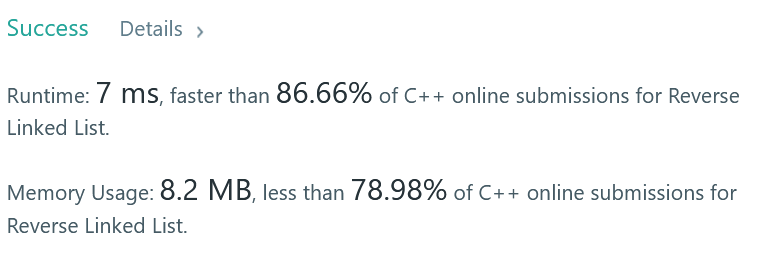 Success Details >
Runtime: 7 ms, faster than 86.66% of C++ online submissions for Reverse
Linked List.
Memory Usage: 8.2 MB, less than 78.98% of C++ online submissions for
Reverse Linked List.